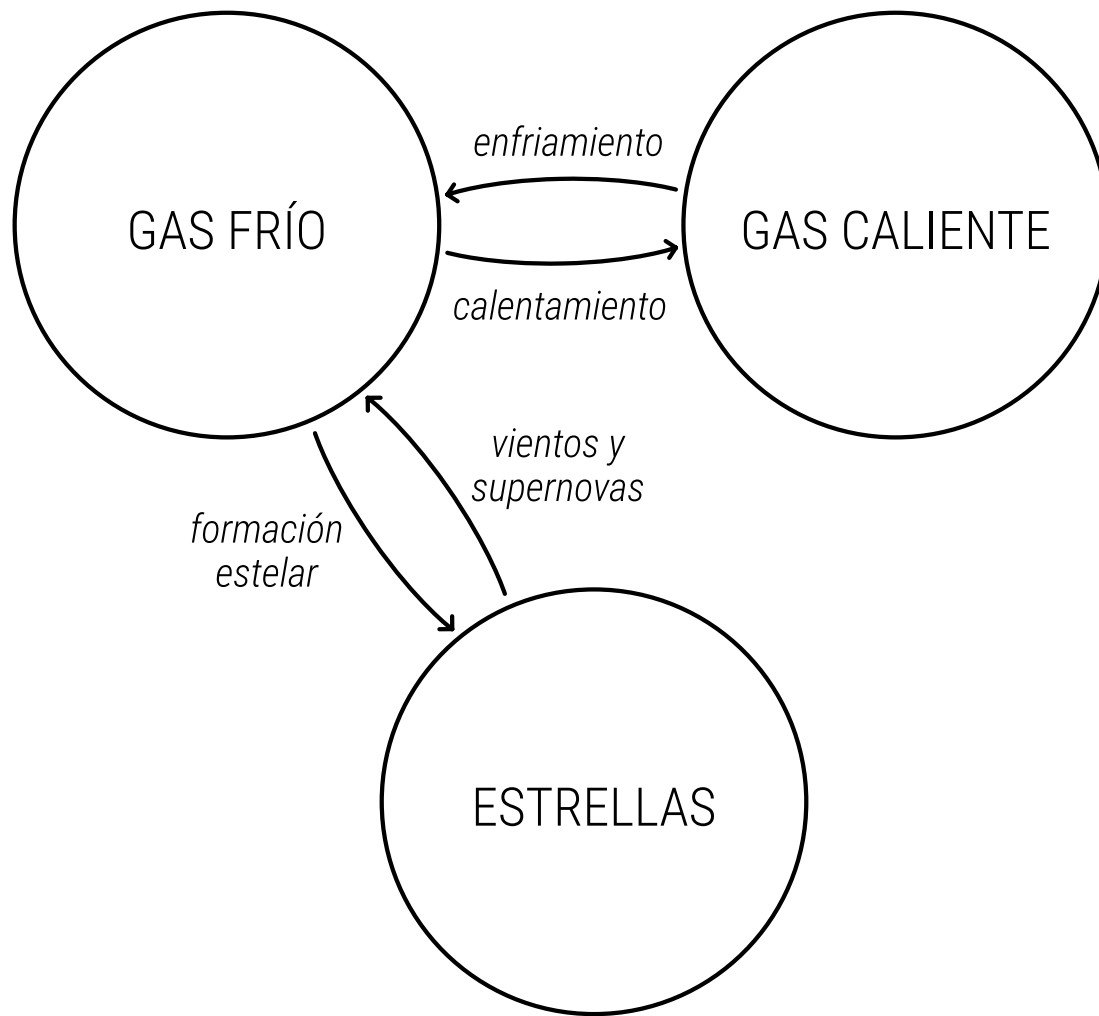 enfriamiento
GAS FRÍO
GAS CALIENTE
calentamiento
vientos y
supernovas
formación
estelar
ESTRELLAS